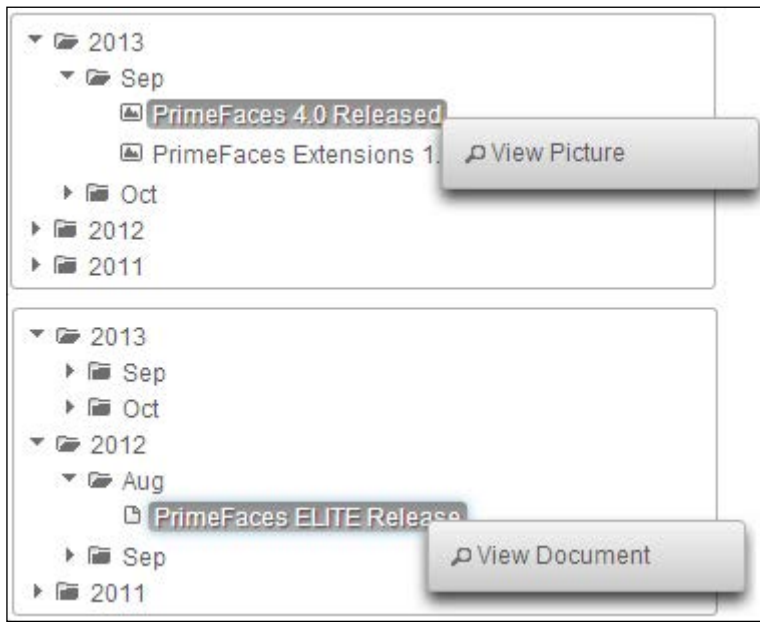 2013
Sep
PrimeFaces 4.0 Released
PrimeFaces Extensions 1.
View Picture
Oct
2012
2011
2013
Sep
Oct
2012
Aug
PrimeFaces ELITE Release
View Document
Sep
2011